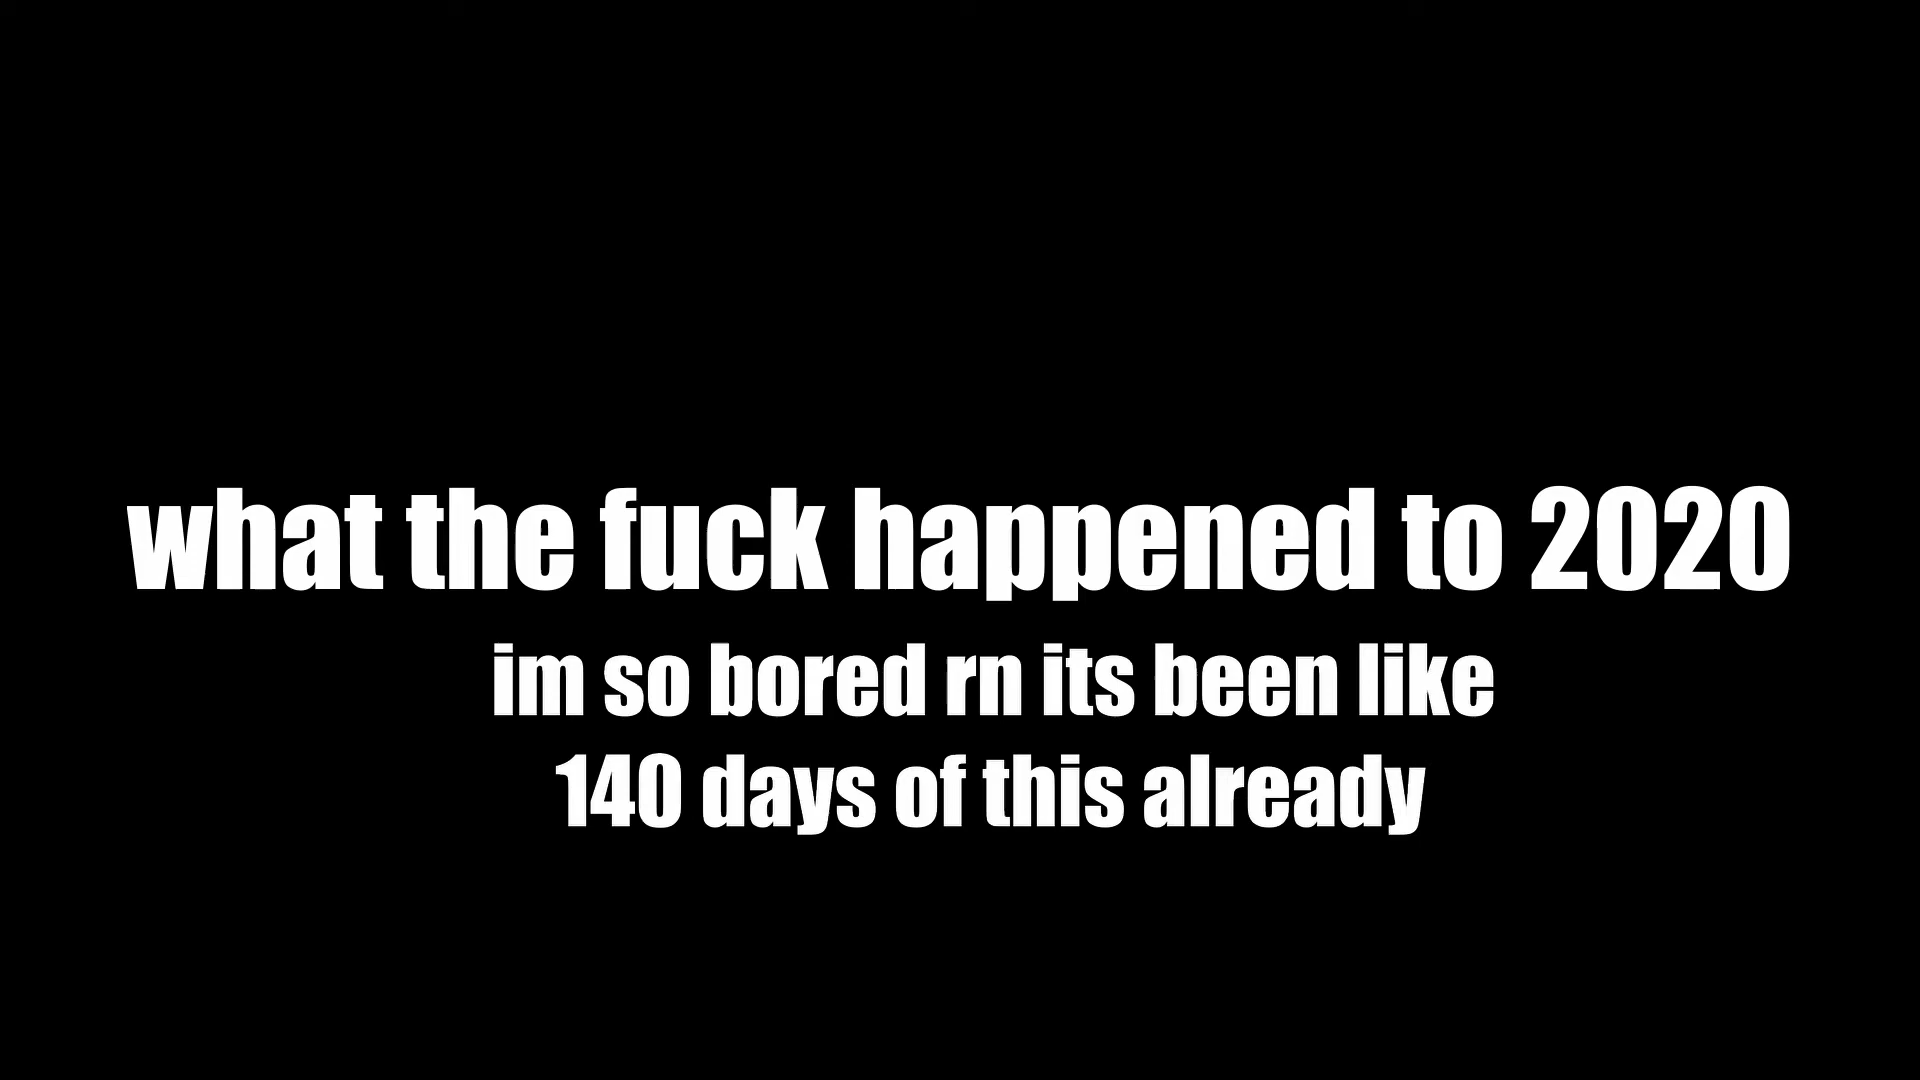 what the fuck happened to 2020
im so bored rn its been like
140 days of this already